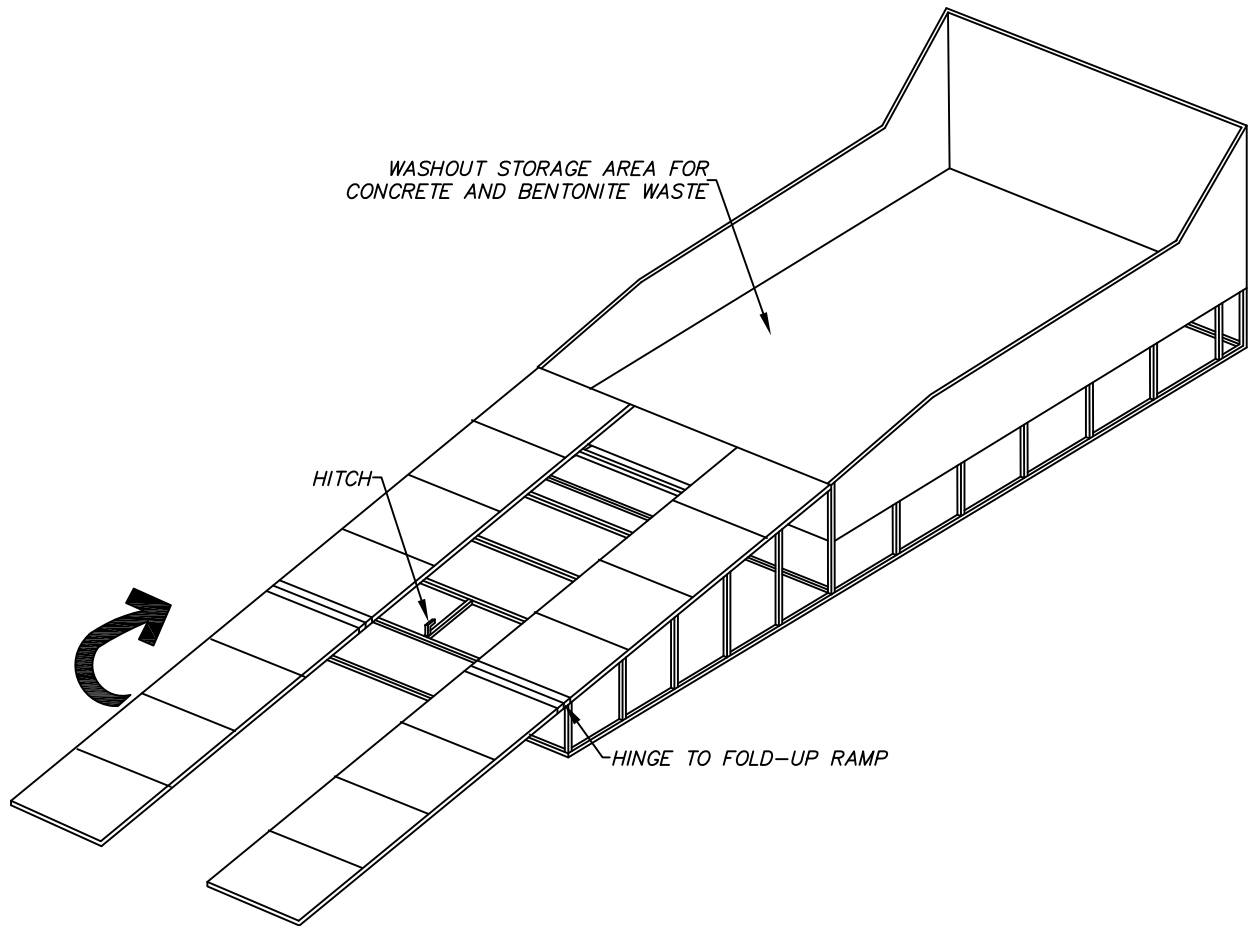 WASHOUT STORAGE AREA FOR
CONCRETE AND BENTONITE WASTE
HITCH
HINGE TO FOLD-UP RAMP